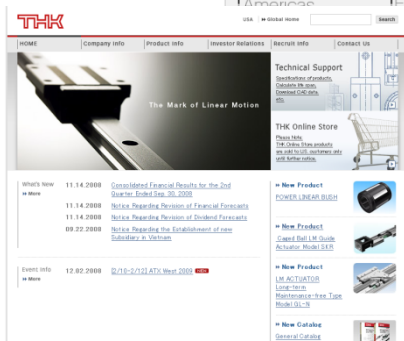 Americas
THK
USA
Global Home
Search
HOME
Company Info
Product Info
Investor Relations
Recruit Info
Contact Us
The Mark of Linear Motion
Technical Support
Specifications of products,
Calculate life span,
Download CAD data,
etc.
THK Online Store
Please Note:
THK Online Store products
are sold to U.S. customers only
until further notice.
What's New
More
11.14.2008 Consolidated Financial Results for the 2nd
Quarter Ended Sep. 30, 2008
11.14.2008 Notice Regarding Revision of Financial Forecasts
11.14.2008 Notice Regarding Revision of Dividend Forecasts
09.22.2008 Notice Regarding the Establishment of new
Subsidiary in Vietnam
Event Info
More
12.02.2008 [2/10-2/12] ATX West 2009 NEW
New Product
POWER LINEAR BUSH
New Product
Caged Ball LM Guide
Actuator Model SKR
New Product
LM ACTUATOR
Long-term
Maintenance-free Type
Model GL-N
New Catalog
General Catalog